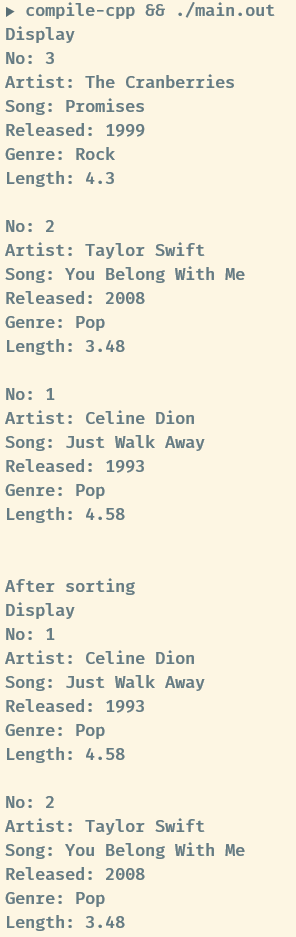 ▶ compile-cpp && ./main.out
Display
No: 3
Artist: The Cranberries
Song: Promises
Released: 1999
Genre: Rock
Length: 4.3
No: 2
Artist: Taylor Swift
Song: You Belong With Me
Released: 2008
Genre: Pop
Length: 3.48
No: 1
Artist: Celine Dion
Song: Just Walk Away
Released: 1993
Genre: Pop
Length: 4.58
After sorting
Display
No: 1
Artist: Celine Dion
Song: Just Walk Away
Released: 1993
Genre: Pop
Length: 4.58
No: 2
Artist: Taylor Swift
Song: You Belong With Me
Released: 2008
Genre: Pop
Length: 3.48